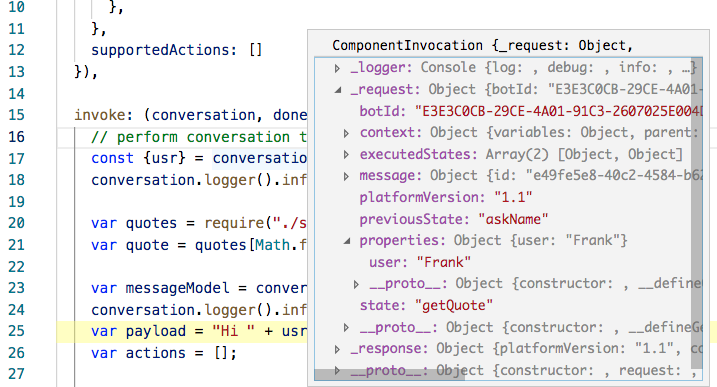 10 },
11 },
12 supportedActions: []
13 }),
14
15 invoke: (conversation, done
16 // perform conversation t
17 const {usr} = conversatio
18 conversation.logger().inf
19
20 var quotes = require("./s
21 var quote = quotes[Math.f
22
23 var messageModel = conver
24 conversation.logger().inf
25 var payload = "Hi " + usr
26 var actions = [];
27
ComponentInvocation {_request: Object,
_logger: Console {log: , debug: , info: , …}
_request: Object {botId: "E3E3C0CB-29CE-4A01-
botId: "E3E3C0CB-29CE-4A01-91C3-2607025E004D
context: Object {variables: Object, parent:
executedStates: Array(2) [Object, Object]
message: Object {id: "e49fe5e8-40c2-4584-b62
platformVersion: "1.1"
previousState: "askName"
properties: Object {user: "Frank"}
user: "Frank"
__proto__: Object {constructor: , __define
state: "getQuote"
__proto__: Object {constructor: , __defineGe
_response: Object {platformVersion: "1.1", co
__proto__: Object {constructor: , request: ,